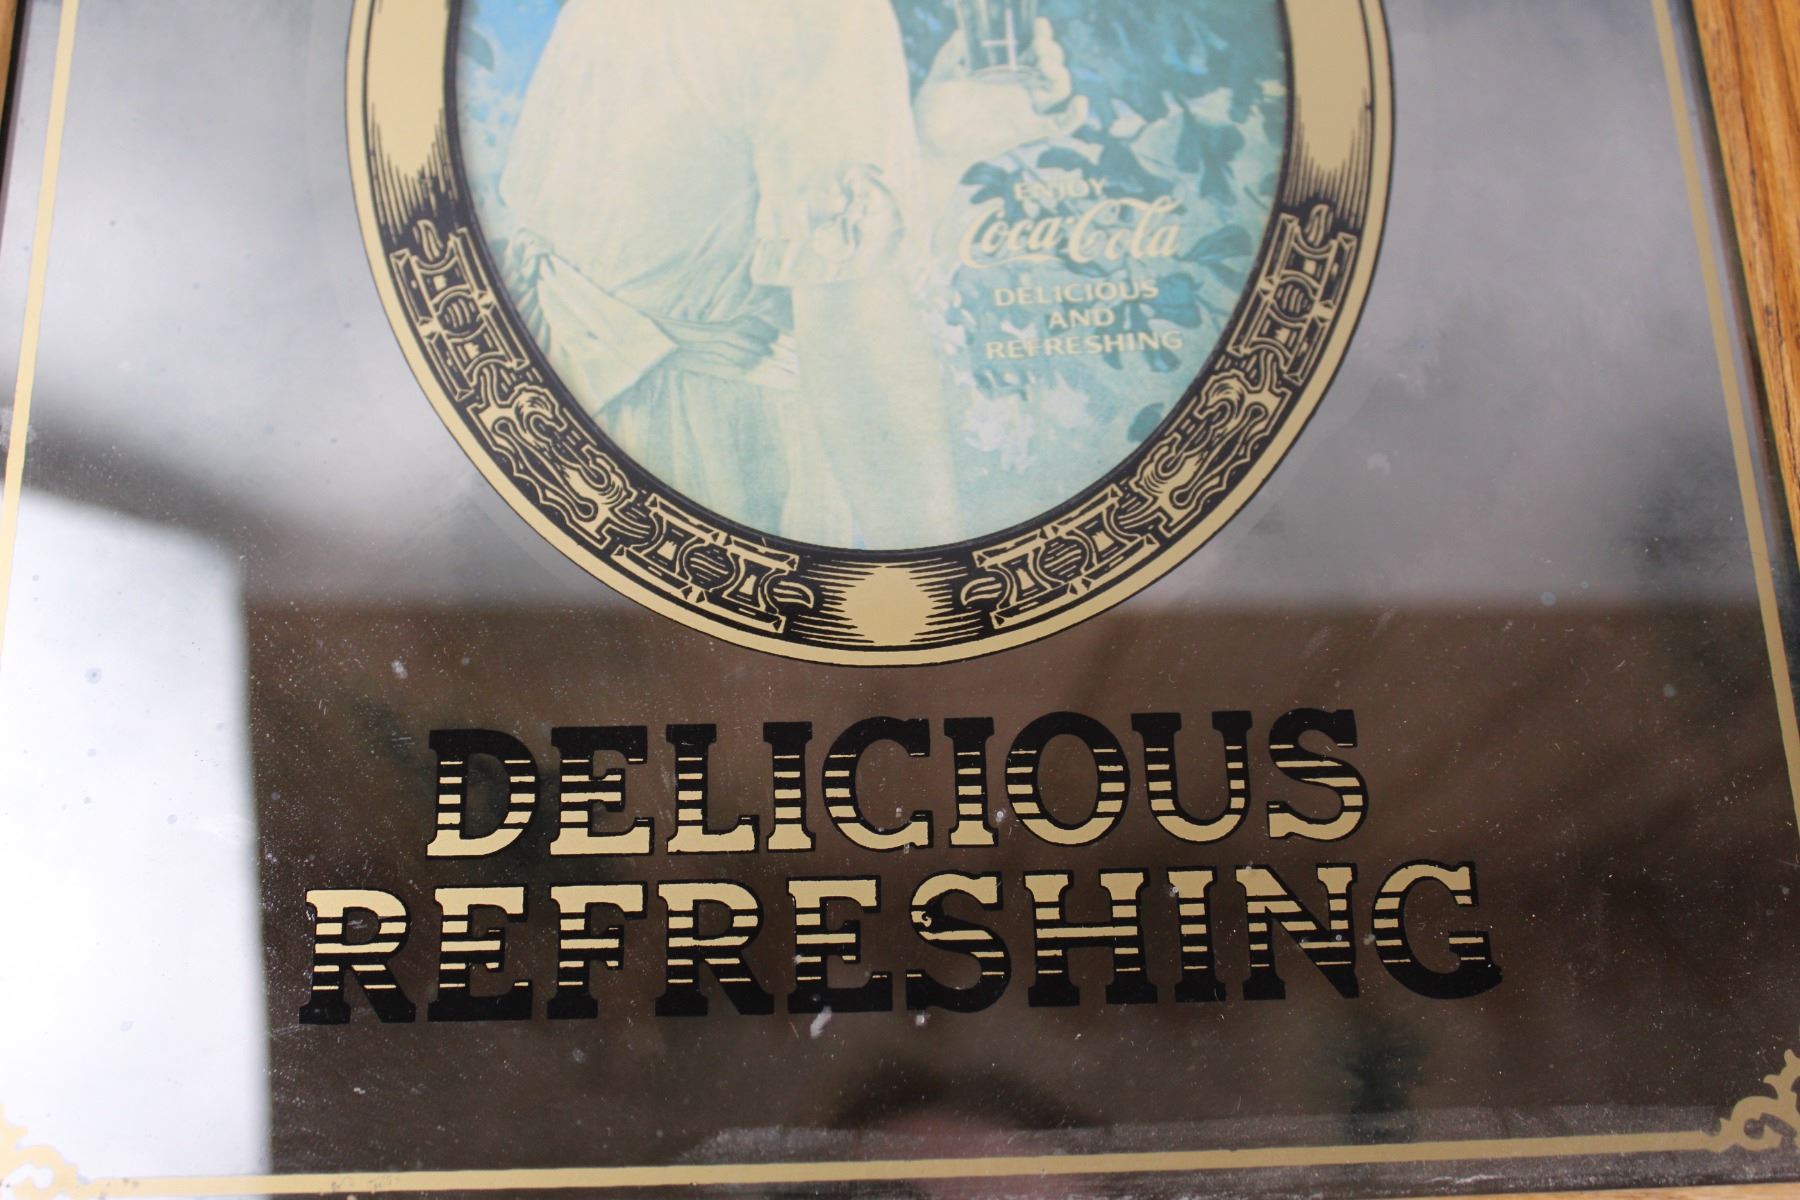 ENJOY
Coca-Cola
DELICIOUS
AND
REFRESHING
DELICIOUS
REFRESHING